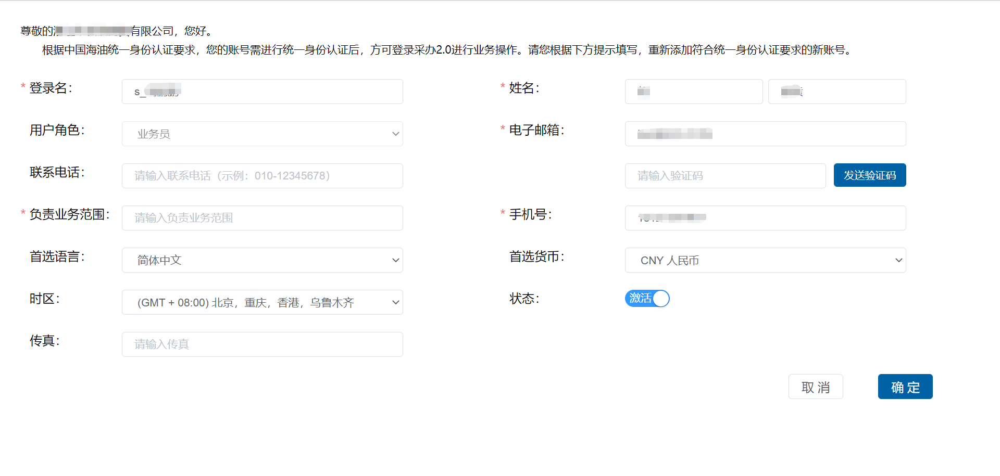 尊敬的 有限公司，您好。
根据中国海油统一身份认证要求，您的账号需进行统一身份认证后，方可登录采办2.0进行业务操作。请您根据下方提示填写，重新添加符合统一身份认证要求的新账号。
* 登录名： s_
* 姓名：
用户角色： 业务员
* 电子邮箱：
联系电话： 请输入联系电话（示例：010-12345678）
请输入验证码 发送验证码
* 负责业务范围： 请输入负责业务范围
* 手机号：
首选语言： 简体中文
首选货币： CNY 人民币
时区： (GMT + 08:00) 北京，重庆，香港，乌鲁木齐
状态： 激活
传真： 请输入传真
取 消 确 定